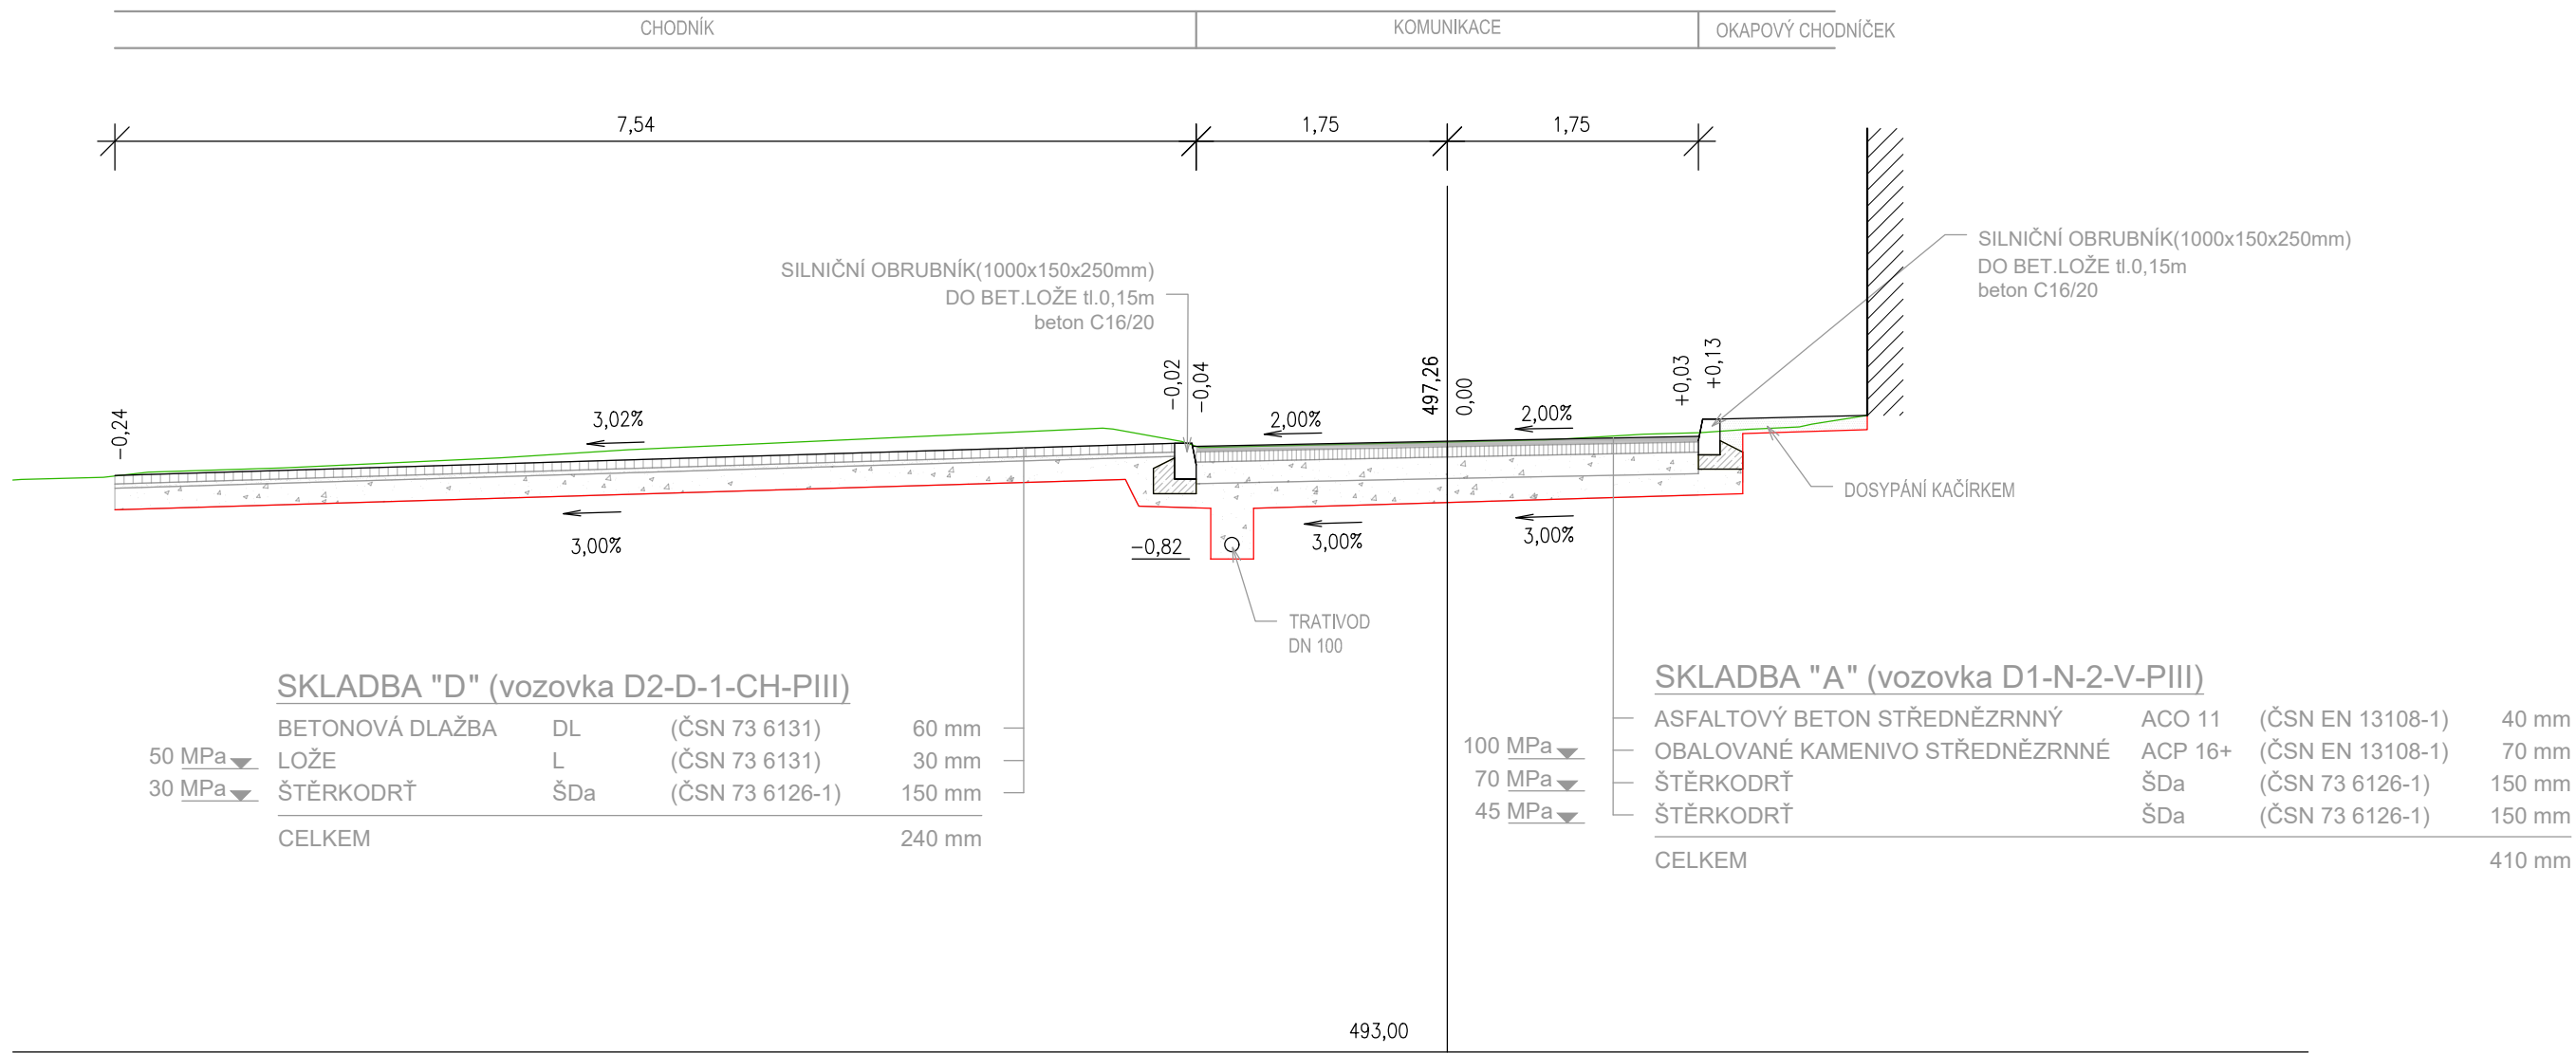 CHODNÍK
KOMUNIKACE
OKAPOVÝ CHODNÍČEK
7,54
1,75
1,75
SILNIČNÍ OBRUBNÍK(1000x150x250mm)
DO BET.LOŽE tl.0,15m
beton C16/20
SILNIČNÍ OBRUBNÍK(1000x150x250mm)
DO BET.LOŽE tl.0,15m
beton C16/20
-0,24
3,02%
-0,02
-0,04
2,00%
497,26
0,00
2,00%
+0,03
+0,13
DOSYPÁNÍ KAČÍRKEM
3,00%
-0,82
3,00%
3,00%
TRATIVOD
DN 100
SKLADBA "D" (vozovka D2-D-1-CH-PIII)
BETONOVÁ DLAŽBA DL (ČSN 73 6131) 60 mm
50 MPa LOŽE L (ČSN 73 6131) 30 mm
30 MPa ŠTĚRKODRŤ ŠDa (ČSN 73 6126-1) 150 mm
CELKEM 240 mm
SKLADBA "A" (vozovka D1-N-2-V-PIII)
ASFALTOVÝ BETON STŘEDNĚZRNNÝ ACO 11 (ČSN EN 13108-1) 40 mm
100 MPa OBALOVANÉ KAMENIVO STŘEDNĚZRNNÉ ACP 16+ (ČSN EN 13108-1) 70 mm
70 MPa ŠTĚRKODRŤ ŠDa (ČSN 73 6126-1) 150 mm
45 MPa ŠTĚRKODRŤ ŠDa (ČSN 73 6126-1) 150 mm
CELKEM 410 mm
493,00